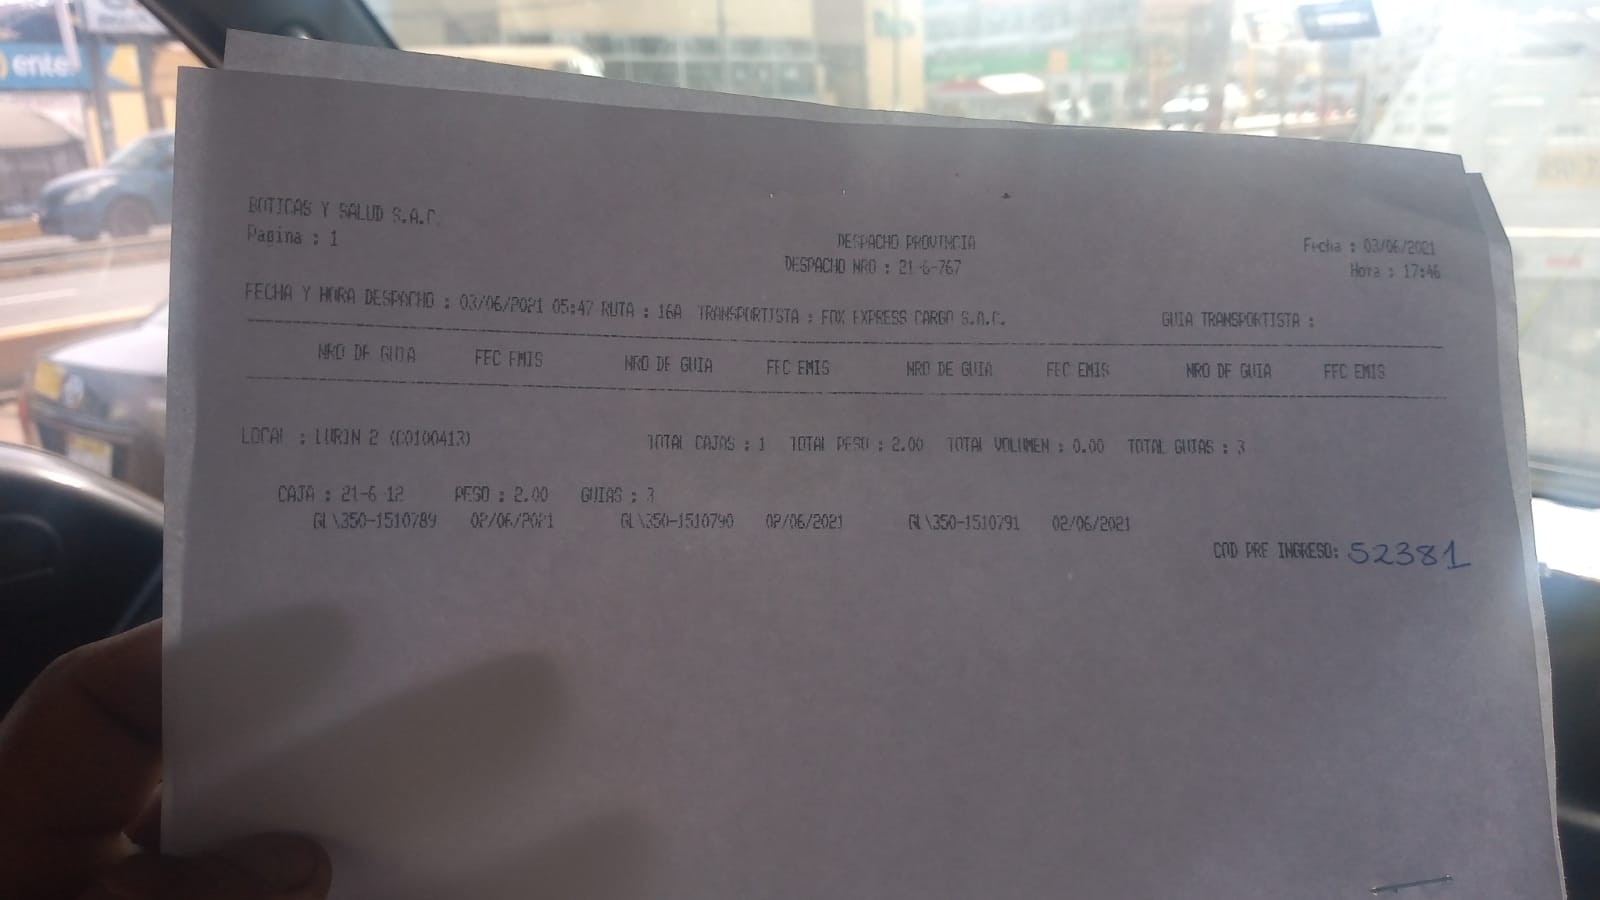 ente
BOTICAS Y SALUD S.A.C.
Pagina : 1
DESPACHO PROVINCIA
Fecha : 03/06/2021
DESPACHO NRO : 21-6-767
Hora : 17:46
FECHA Y HORA DESPACHO : 03/06/2021 05:47 RUTA : 16A TRANSPORTISTA : FOX EXPRESS CARGO S.A.C. GUIA TRANSPORTISTA :
NRO DE GUIA FEC EMIS NRO DE GUIA FEC EMIS NRO DE GUIA FEC EMIS NRO DE GUIA FEC EMIS
LOCAL : LURIN 2 (C0100413) TOTAL CAJAS : 1 TOTAL PESO : 2.00 TOTAL VOLUMEN : 0.00 TOTAL GUIAS : 3
CAJA : 21-6-12 PESO : 2.00 GUIAS : 3
GL\350-1510789 02/06/2021 GL\350-1510790 02/06/2021 GL\350-1510791 02/06/2021
COD PRE INGRESO: 52381